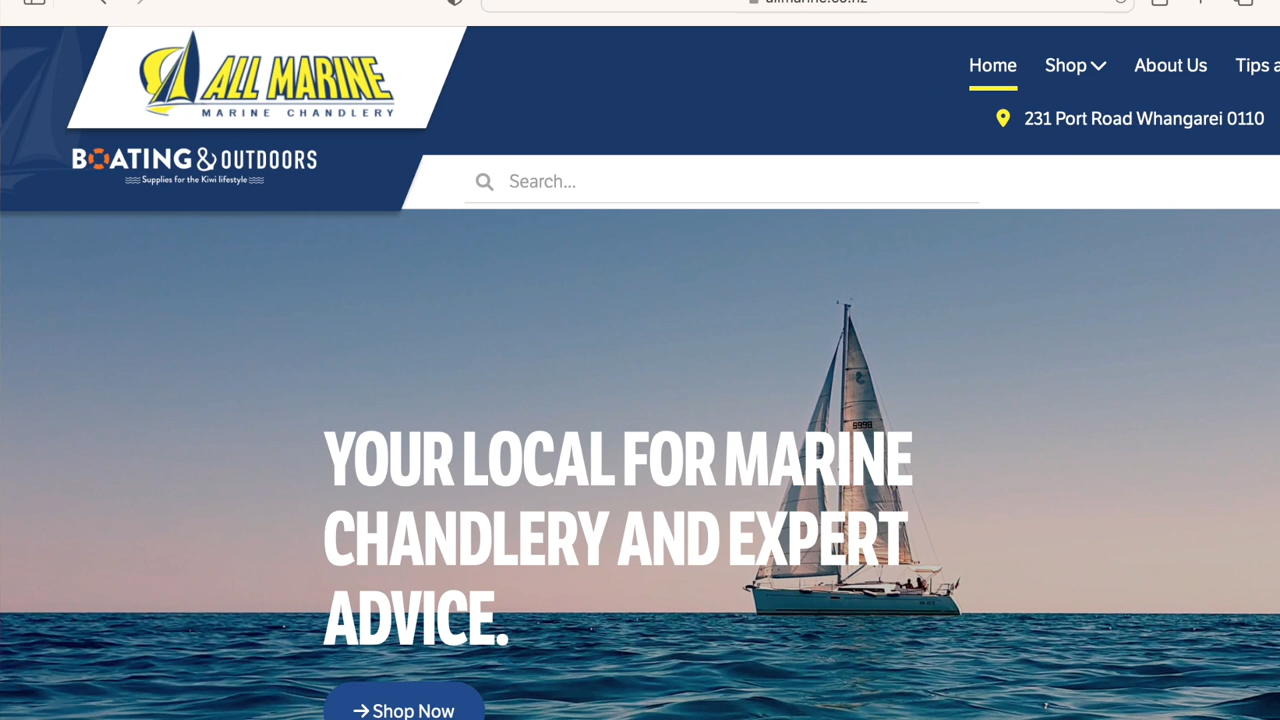 ALL MARINE
MARINE CHANDLERY
BOATING & OUTDOORS
Supplies for the Kiwi lifestyle
Home
Shop
About Us
Tips
231 Port Road Whangarei 0110
Search...
YOUR LOCAL FOR MARINE
CHANDLERY AND EXPERT
ADVICE.
Shop Now